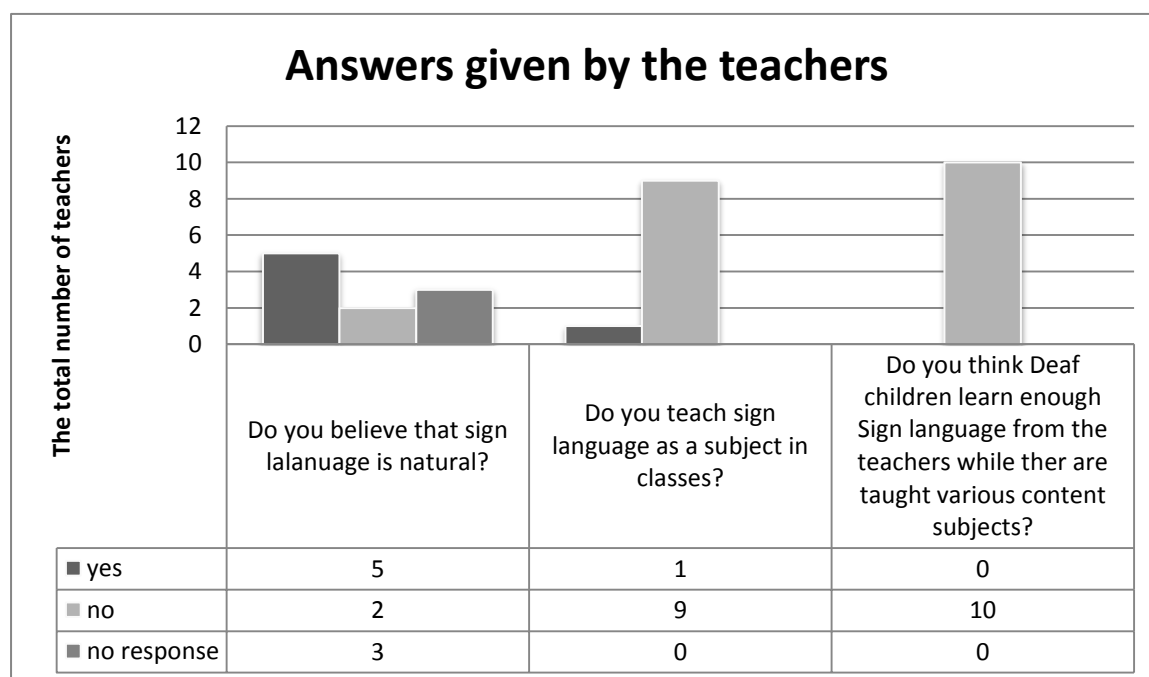 Answers given by the teachers
The total number of teachers
12
10
8
6
4
2
0
Do you believe that sign
lalanuage is natural?
Do you teach sign
language as a subject in
classes?
Do you think Deaf
children learn enough
Sign language from the
teachers while ther are
taught various content
subjects?
yes 5 1 0
no 2 9 10
no response 3 0 0